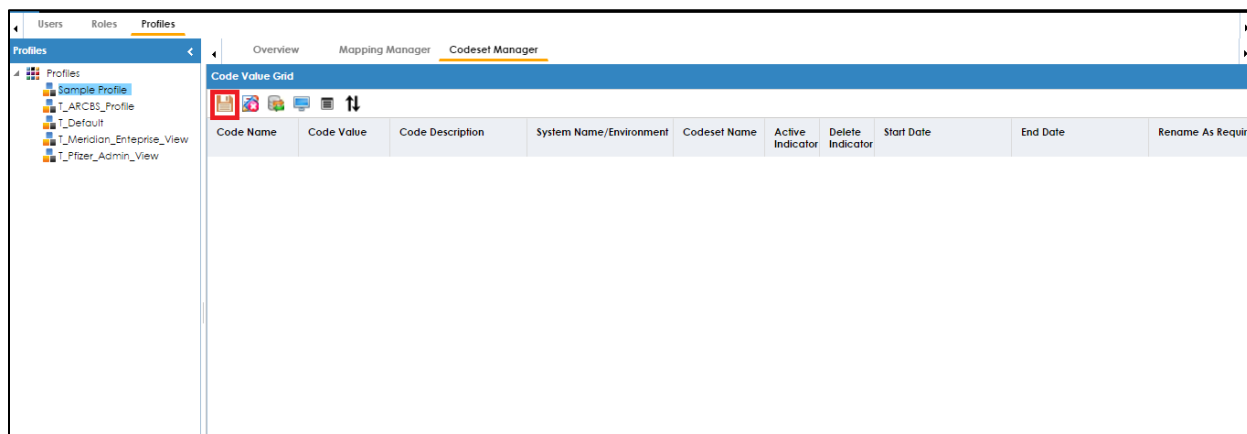 Users Roles Profiles
Profiles
Overview Mapping Manager Codeset Manager
Profiles
Sample Profile
T_ARCBS_Profile
T_Default
T_Meridian_Enteprise_View
T_Pfizer_Admin_View
Code Value Grid
Code Name Code Value Code Description System Name/Environment Codeset Name Active Indicator Delete Indicator Start Date End Date Rename As Requir